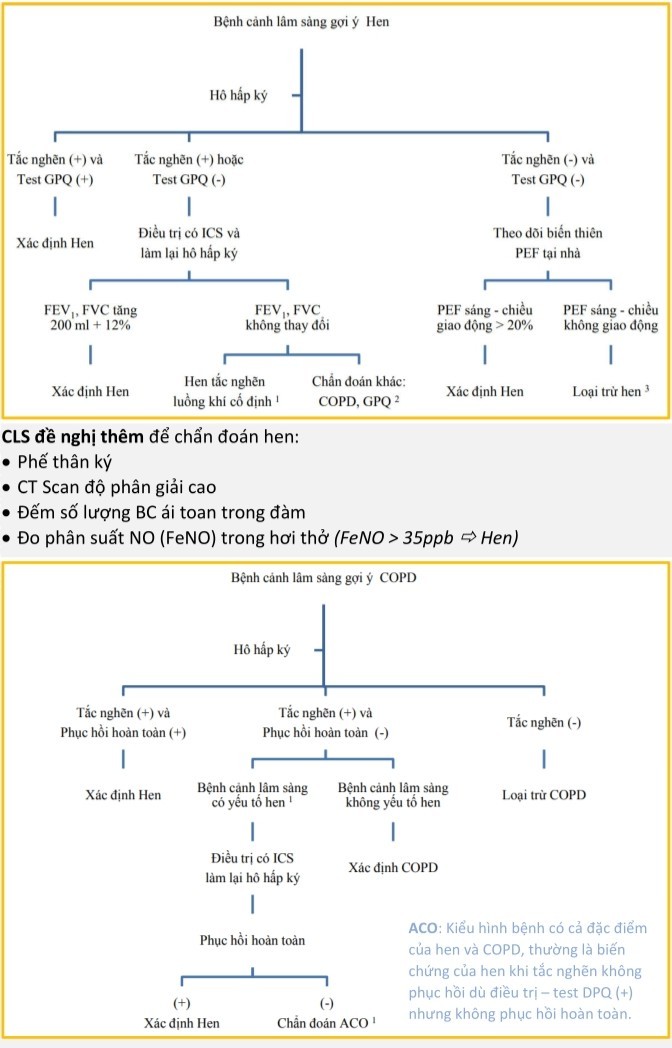 Bệnh cảnh lâm sàng gợi ý Hen
Hô hấp ký
Tắc nghẽn (+) và
Test GPQ (+)
Tắc nghẽn (+) hoặc
Test GPQ (-)
Tắc nghẽn (-) và
Test GPQ (-)
Xác định Hen
Điều trị có ICS và
làm lại hô hấp ký
Theo dõi biến thiên
PEF tại nhà
FEV₁, FVC tăng
200 ml + 12%
FEV₁, FVC
không thay đổi
PEF sáng - chiều
giao động > 20%
PEF sáng - chiều
không giao động
Xác định Hen
Hen tắc nghẽn
luồng khí cố định ¹
Chẩn đoán khác:
COPD, GPQ ²
Xác định Hen
Loại trừ hen ³
CLS đề nghị thêm để chẩn đoán hen:
• Phế thân ký
• CT Scan độ phân giải cao
• Đếm số lượng BC ái toan trong đàm
• Đo phân suất NO (FeNO) trong hơi thở (FeNO > 35ppb ⇨ Hen)
Bệnh cảnh lâm sàng gợi ý COPD
Hô hấp ký
Tắc nghẽn (+) và
Phục hồi hoàn toàn (+)
Tắc nghẽn (+) và
Phục hồi hoàn toàn (-)
Tắc nghẽn (-)
Xác định Hen
Bệnh cảnh lâm sàng
có yếu tố hen ¹
Bệnh cảnh lâm sàng
không yếu tố hen
Loại trừ COPD
Điều trị có ICS
làm lại hô hấp ký
Xác định COPD
Phục hồi hoàn toàn
(+)
Xác định Hen
(-)
Chẩn đoán ACO ¹
ACO: Kiểu hình bệnh có cả đặc điểm
của hen và COPD, thường là biến
chứng của hen khi tắc nghẽn không
phục hồi dù điều trị – test DPQ (+)
nhưng không phục hồi hoàn toàn.